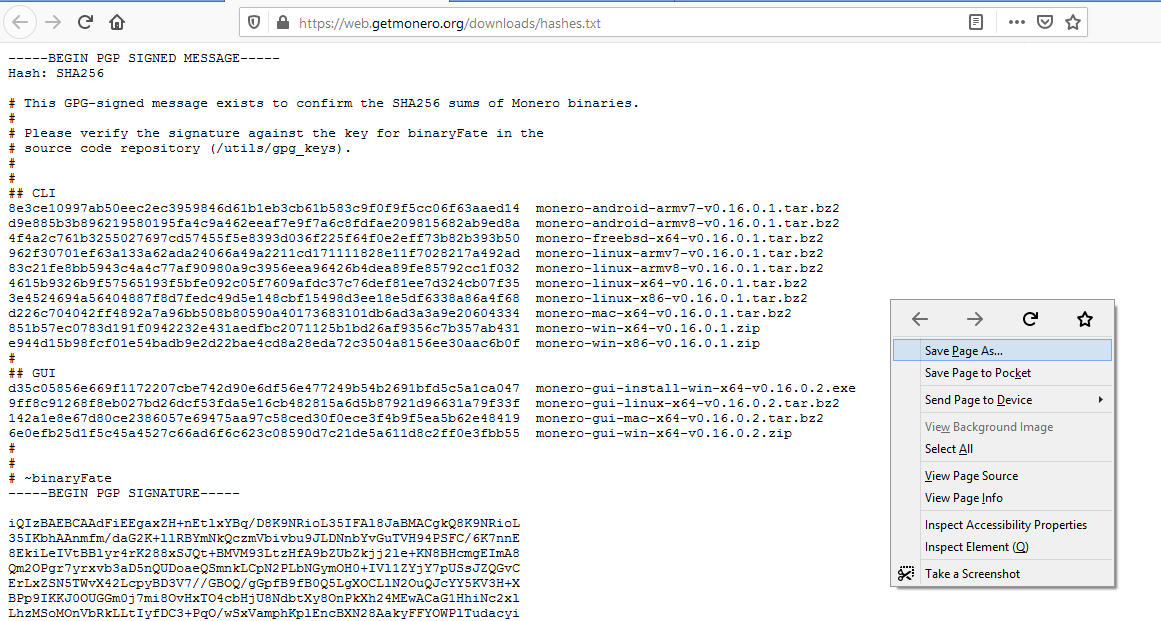 https://web.getmonero.org/downloads/hashes.txt
-----BEGIN PGP SIGNED MESSAGE-----
Hash: SHA256
# This GPG-signed message exists to confirm the SHA256 sums of Monero binaries.
#
# Please verify the signature against the key for binaryFate in the
# source code repository (/utils/gpg_keys).
#
#
## CLI
8e3ce10997ab50eec2ec3959846d61b1eb3cb61b583c9f0f9f5cc06f63aaed14  monero-android-armv7-v0.16.0.1.tar.bz2
d9e885b3b896219580195fa4c9a462eeaf7e9f7a6c8fdfae209815682ab9ed8a  monero-android-armv8-v0.16.0.1.tar.bz2
4f4a2c761b3255027697cd57455f5e8393d036f225f64f0e2eff73b82b393b50  monero-freebsd-x64-v0.16.0.1.tar.bz2
962f30701ef63a133a62ada24066a49a2211cd171111828e11f7028217a492ad  monero-linux-armv7-v0.16.0.1.tar.bz2
83c21fe8bb5943c4a4c77af90980a9c3956eea96426b4dea89fe85792cc1f032  monero-linux-armv8-v0.16.0.1.tar.bz2
4615b9326b9f57565193f5bfe092c05f7609afdc37c76def81ee7d324cb07f35  monero-linux-x64-v0.16.0.1.tar.bz2
3e4524694a56404887f8d7fedc49d5e148cbf15498d3ee18e5df6338a86a4f68  monero-linux-x86-v0.16.0.1.tar.bz2
d226c704042ff4892a7a96bb508b80590a40173683101db6ad3a3a9e20604334  monero-mac-x64-v0.16.0.1.tar.bz2
851b57ec0783d191f0942232e431aedfbc2071125b1bd26af9356c7b357ab431  monero-win-x64-v0.16.0.1.zip
e944d15b98fcf01e54badb9e2d22bae4cd8a28eda72c3504a8156ee30aac6b0f  monero-win-x86-v0.16.0.1.zip
#
## GUI
d35c05856e669f1172207cbe742d90e6df56e477249b54b2691bfd5c5a1ca047  monero-gui-install-win-x64-v0.16.0.2.exe
9ff8c91268f8eb027bd26dcf53fda5e16cb482815a6d5b87921d96631a79f33f  monero-gui-linux-x64-v0.16.0.2.tar.bz2
142a1e8e67d80ce2386057e69475aa97c58ced30f0ece3f4b9f5ea5b62e48419  monero-gui-mac-x64-v0.16.0.2.tar.bz2
6e0efb25d1f5c45a4527c66ad6f6c623c08590d7c21de5a611d8c2ff0e3fbb55  monero-gui-win-x64-v0.16.0.2.zip
#
#
# ~binaryFate
-----BEGIN PGP SIGNATURE-----
iQIzBAEBCAAdFiEEgaxZH+nEtlxYBq/D8K9NRioL35IFAl8JaBMACgkQ8K9NRioL
35IKbhAAnmfm/daG2K+llRBYmNkQczmVbivbu9JLDNnbYvGuTVH94PSFC/6K7nnE
8EkiLeIVtBBlyr4rK288xSJQt+BMVM93LtzHfA9bZUbZkjj2le+KN8BHcmgEImA8
Qm2OPgr7yrxvb3aD5nQUDoaeQSmnkLCpN2PLbNGymOH0+IVl1ZYjY7pUSsJZQGvC
ErLxZSN5TWvX42LcpyBD3V7//GBOQ/gGpfB9fB0Q5LgXOCLlN2OuQJcYY5KV3H+X
BPp9IKKJ0OUGGm0j7mi8OvHxTO4cbHjU8NdbtXy8OnPkXh24MEwACaG1HhiNc2xl
LhzMSoMOnVbRkLLtIyfDC3+PqO/wSxVamphKplEncBXN28AakyFFYOWPlTudacyi
Save Page As...
Save Page to Pocket
Send Page to Device
View Background Image
Select All
View Page Source
View Page Info
Inspect Accessibility Properties
Inspect Element (Q)
Take a Screenshot